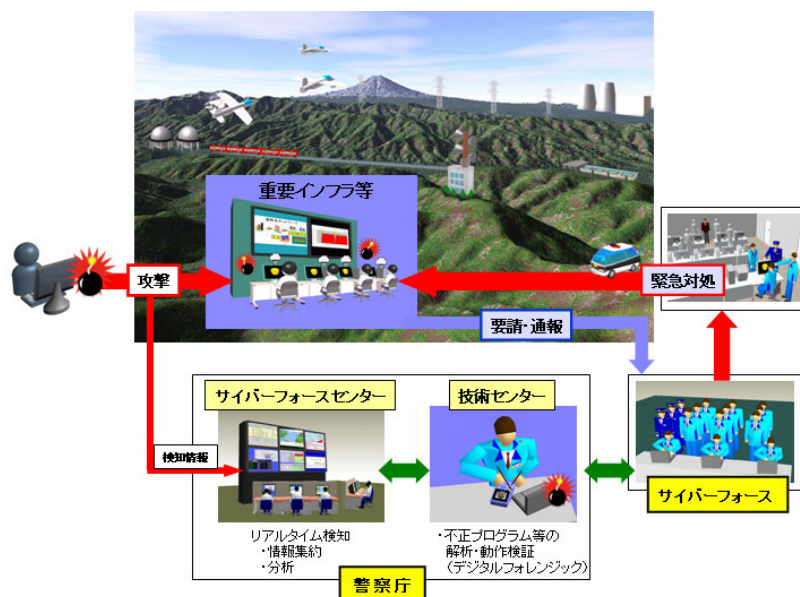 重要インフラ等
攻撃
緊急対処
要請・通報
サイバーフォースセンター
技術センター
検知情報
サイバーフォース
リアルタイム検知
・情報集約
・分析
・不正プログラム等の
解析・動作検証
（デジタルフォレンジック）
警察庁